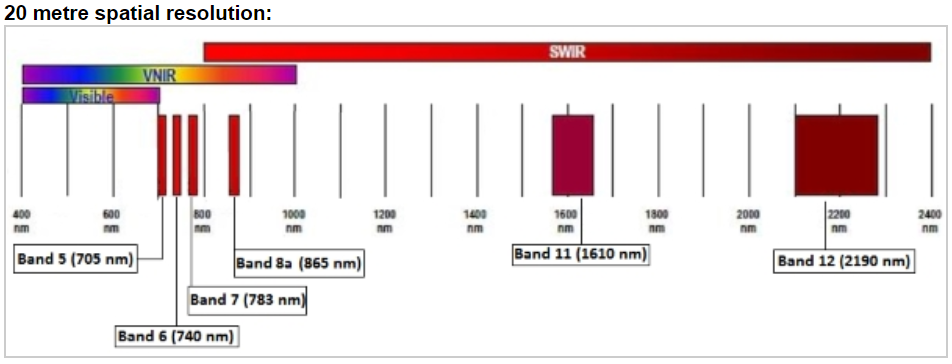 20 metre spatial resolution:
SWIR
VNIR
Visible
400 600 800 1000 1200 1400 1600 1800 2000 2200 2400
nm nm nm nm nm nm nm nm nm nm nm
Band 5 (705 nm)
Band 8a (865 nm)
Band 11 (1610 nm)
Band 12 (2190 nm)
Band 7 (783 nm)
Band 6 (740 nm)